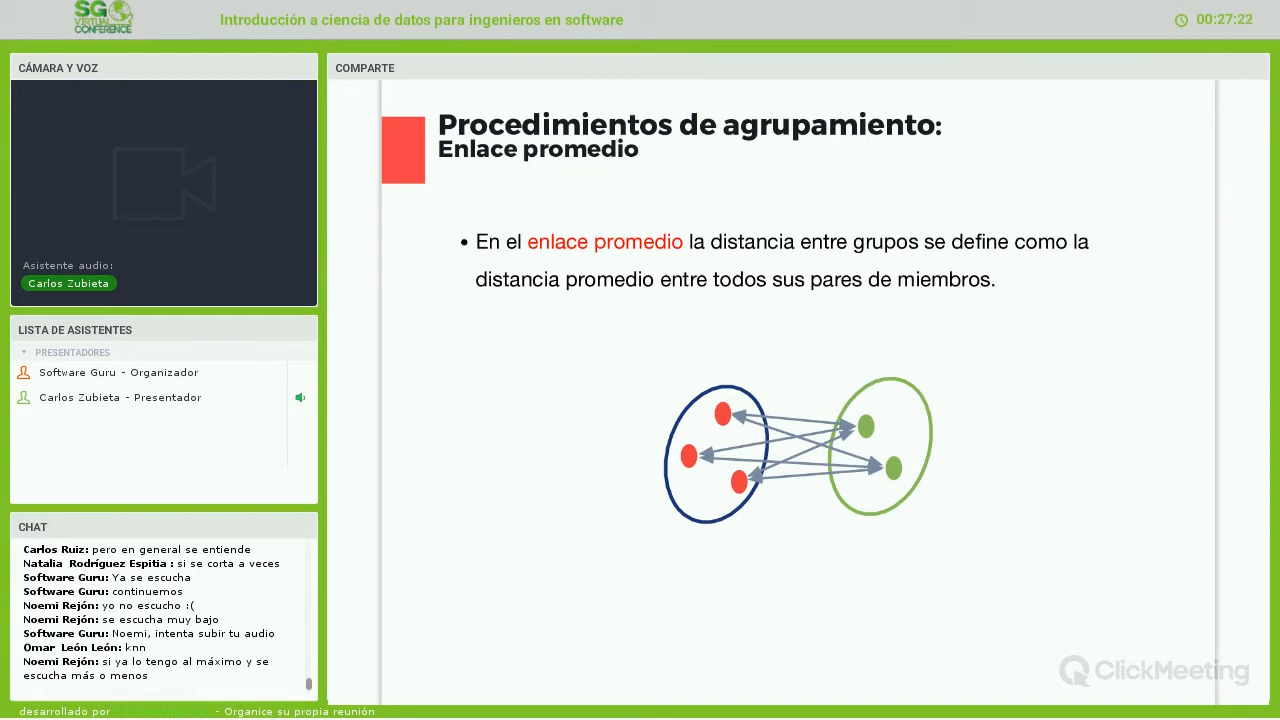 SG
VIRTUAL
CONFERENCE
Introducción a ciencia de datos para ingenieros en software
00:27:22
CÁMARA Y VOZ
Asistente audio:
Carlos Zubieta
LISTA DE ASISTENTES
PRESENTADORES
Software Guru - Organizador
Carlos Zubieta - Presentador
CHAT
Carlos Ruiz: pero en general se entiende
Natalia Rodríguez Espitia : si se corta a veces
Software Guru: Ya se escucha
Software Guru: continuemos
Noemi Rejón: yo no escucho :(
Noemi Rejón: se escucha muy bajo
Software Guru: Noemi, intenta subir tu audio
Omar León León: knn
Noemi Rejón: si ya lo tengo al máximo y se
escucha más o menos
desarrollado por - Organice su propia reunión
COMPARTE
Procedimientos de agrupamiento:
Enlace promedio
• En el enlace promedio la distancia entre grupos se define como la
distancia promedio entre todos sus pares de miembros.
ClickMeeting